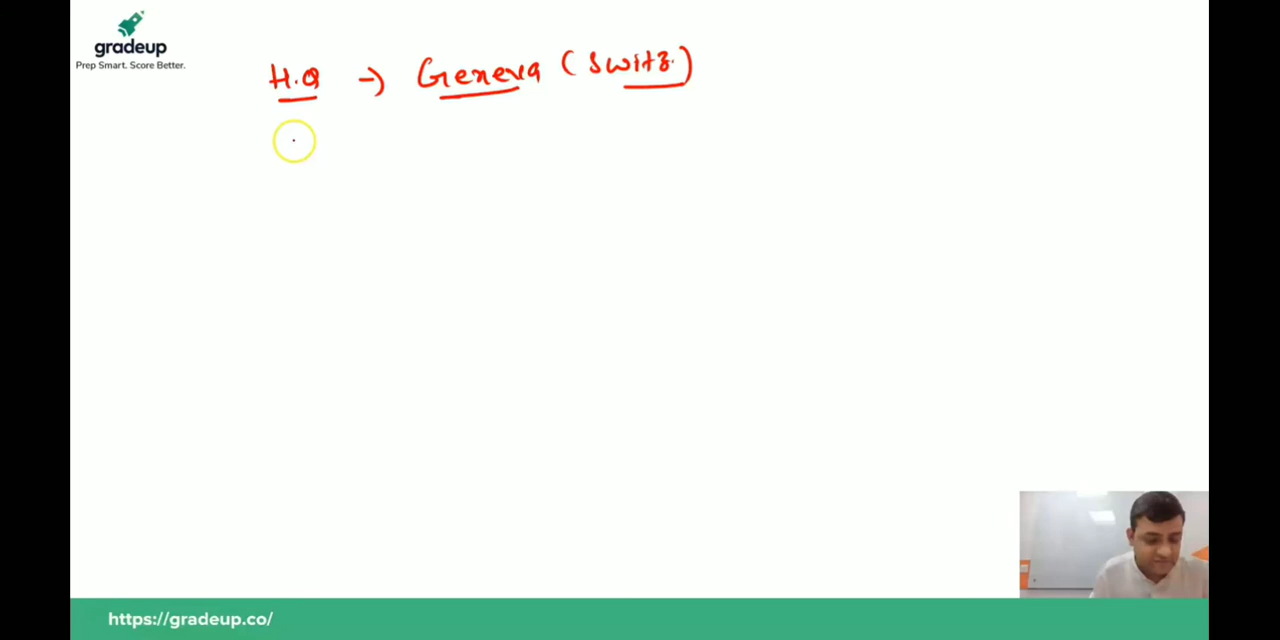 gradeup
Prep Smart. Score Better.
H.Q → Geneva (Switz.)
https://gradeup.co/